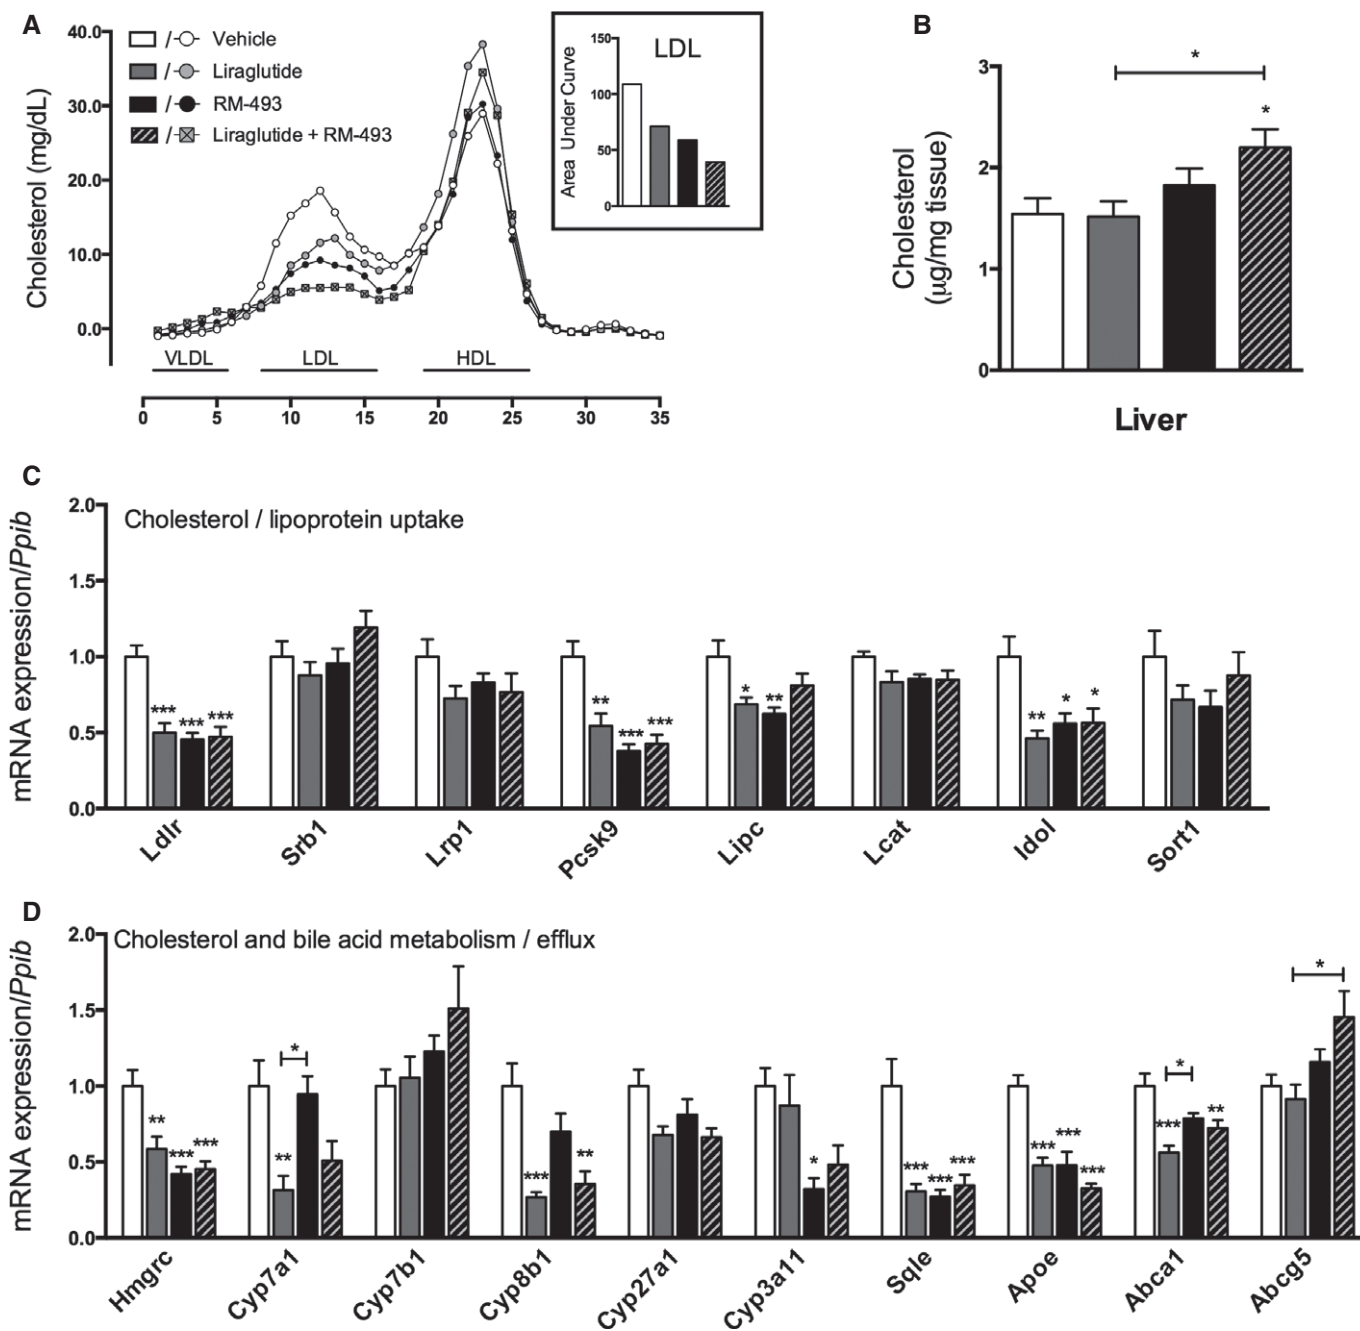 A
Cholesterol (mg/dL)
40.0
30.0
20.0
10.0
0.0
Vehicle
Liraglutide
RM-493
Liraglutide + RM-493
VLDL LDL HDL
0 5 10 15 20 25 30 35
LDL
Area Under Curve
150
100
50
0
B
Cholesterol
(μg/mg tissue)
3
2
1
0
*
*
Liver
C
mRNA expression/Ppib
2.0
1.5
1.0
0.5
0.0
Cholesterol / lipoprotein uptake
*** *** *** ** *** *** * ** ** * *
Ldlr Srb1 Lrp1 Pcsk9 Lipc Lcat Idol Sort1
D
mRNA expression/Ppib
2.0
1.5
1.0
0.5
0.0
Cholesterol and bile acid metabolism / efflux
* * *
** *** *** ** *** ** * *** *** *** *** *** *** *** **
Hmgrc Cyp7a1 Cyp7b1 Cyp8b1 Cyp27a1 Cyp3a11 Sqle Apoe Abca1 Abcg5